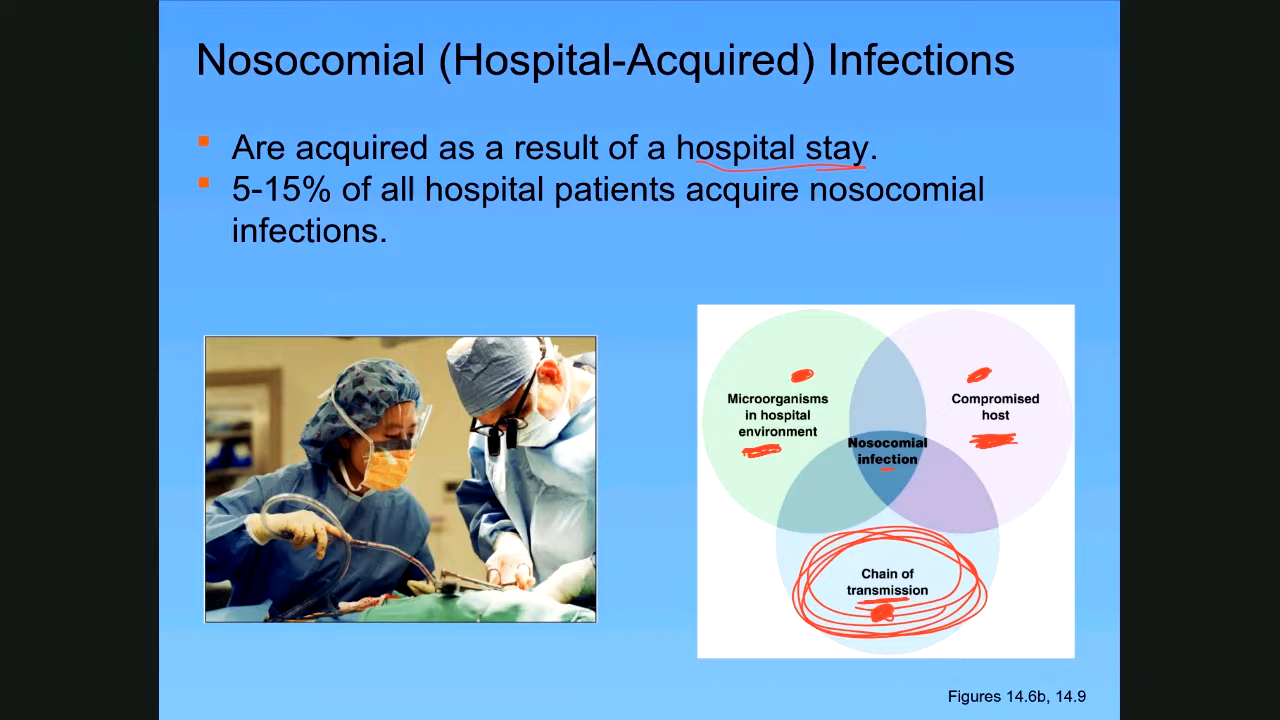 Nosocomial (Hospital-Acquired) Infections
Are acquired as a result of a hospital stay.
5-15% of all hospital patients acquire nosocomial
infections.
Microorganisms
in hospital
environment
Compromised
host
Nosocomial
infection
Chain of
transmission
Figures 14.6b, 14.9